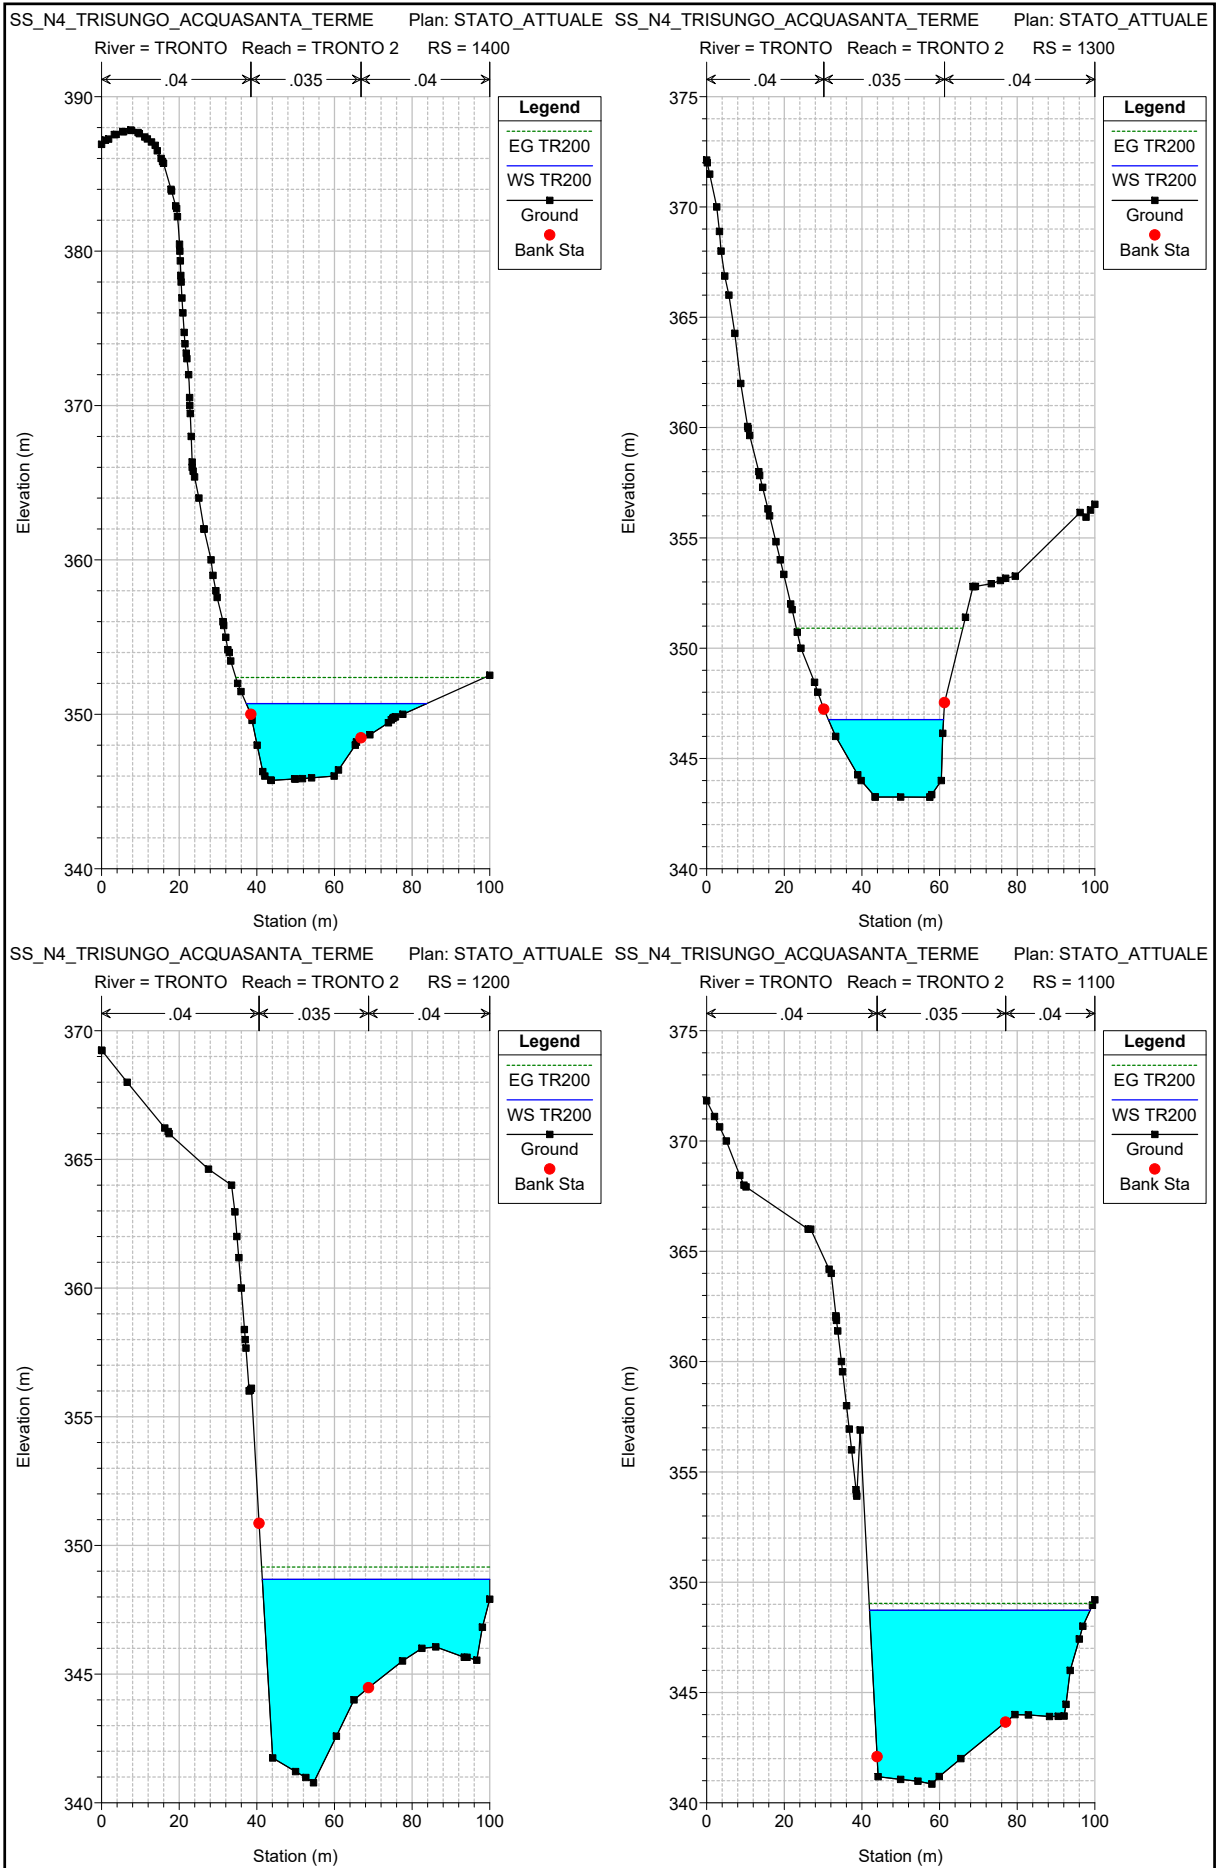 SS_N4_TRISUNGO_ACQUASANTA_TERME Plan: STATO_ATTUALE
River = TRONTO Reach = TRONTO 2 RS = 1400
.04 .035 .04
Legend
EG TR200
WS TR200
Ground
Bank Sta
390
380
370
360
350
340
Elevation (m)
0 20 40 60 80 100
Station (m)
SS_N4_TRISUNGO_ACQUASANTA_TERME Plan: STATO_ATTUALE
River = TRONTO Reach = TRONTO 2 RS = 1300
.04 .035 .04
Legend
EG TR200
WS TR200
Ground
Bank Sta
375
370
365
360
355
350
345
340
Elevation (m)
0 20 40 60 80 100
Station (m)
SS_N4_TRISUNGO_ACQUASANTA_TERME Plan: STATO_ATTUALE
River = TRONTO Reach = TRONTO 2 RS = 1200
.04 .035 .04
Legend
EG TR200
WS TR200
Ground
Bank Sta
370
365
360
355
350
345
340
Elevation (m)
0 20 40 60 80 100
Station (m)
SS_N4_TRISUNGO_ACQUASANTA_TERME Plan: STATO_ATTUALE
River = TRONTO Reach = TRONTO 2 RS = 1100
.04 .035 .04
Legend
EG TR200
WS TR200
Ground
Bank Sta
375
370
365
360
355
350
345
340
Elevation (m)
0 20 40 60 80 100
Station (m)